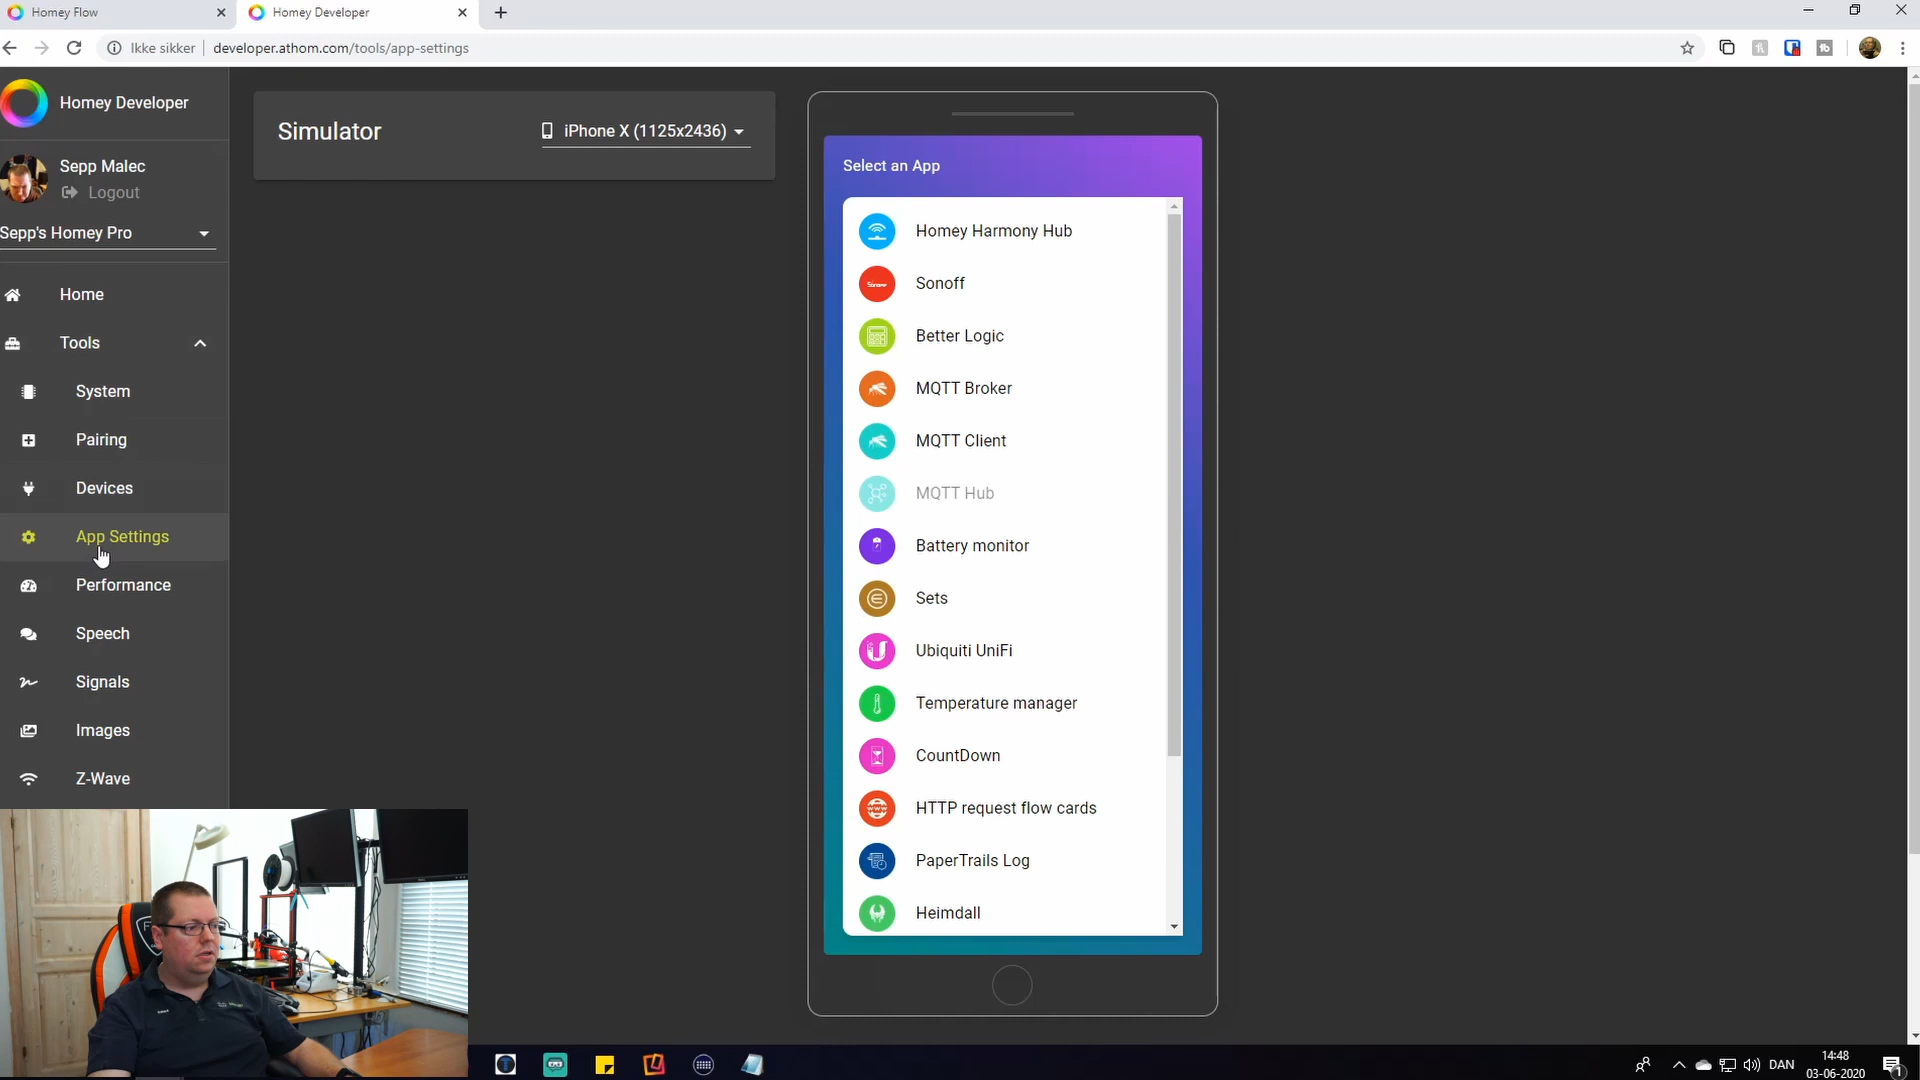 Homey Flow
Homey Developer
Ikke sikker
developer.athom.com/tools/app-settings
Homey Developer
Sepp Malec
Logout
Sepp's Homey Pro
Home
Tools
System
Pairing
Devices
App Settings
Performance
Speech
Signals
Images
Z-Wave
Simulator
iPhone X (1125x2436)
Select an App
Homey Harmony Hub
Sonoff
Better Logic
MQTT Broker
MQTT Client
MQTT Hub
Battery monitor
Sets
Ubiquiti UniFi
Temperature manager
CountDown
HTTP request flow cards
PaperTrails Log
Heimdall
DAN
14:48
03-06-2020
1